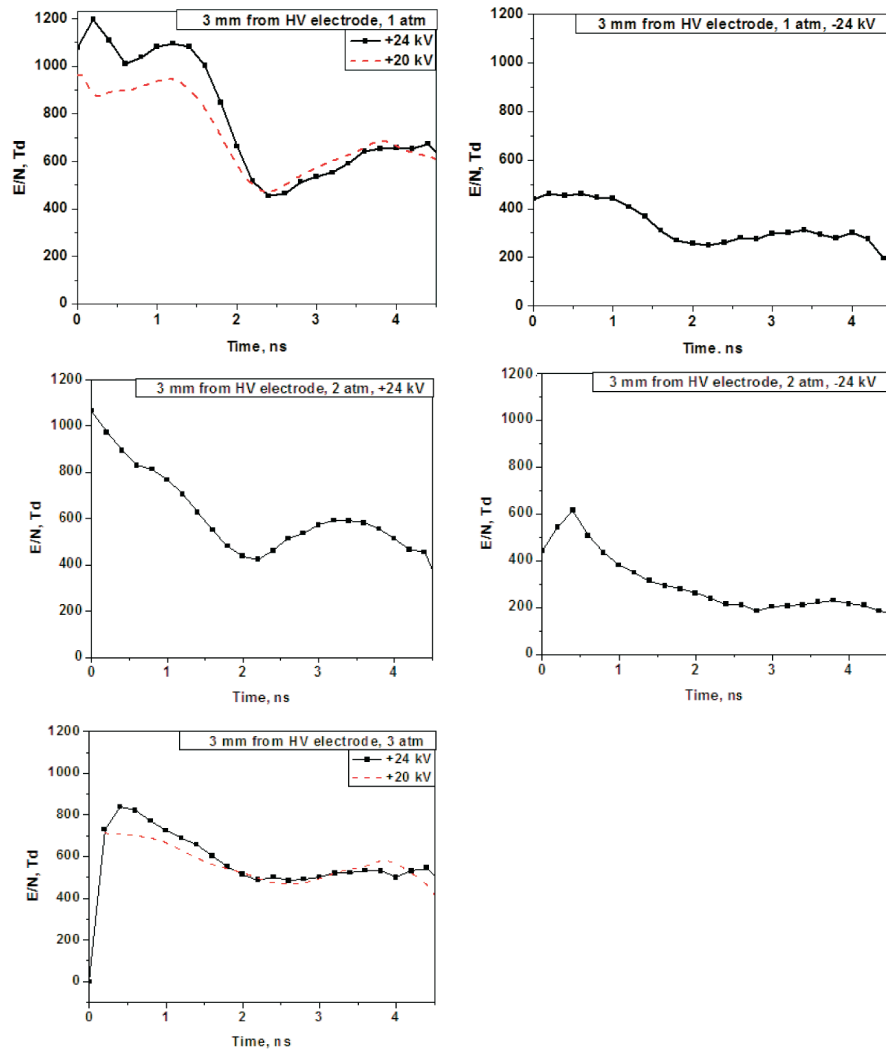 3 mm from HV electrode, 1 atm
+24 kV
+20 kV
1200
1000
800
600
400
200
0
E/N, Td
0 1 2 3 4
Time, ns
3 mm from HV electrode, 1 atm, -24 kV
1200
1000
800
600
400
200
0
E/N, Td
0 1 2 3 4
Time. ns
3 mm from HV electrode, 2 atm, +24 kV
1200
1000
800
600
400
200
0
E/N, Td
0 1 2 3 4
Time, ns
3 mm from HV electrode, 2 atm, -24 kV
1200
1000
800
600
400
200
0
E/N, Td
0 1 2 3 4
Time, ns
3 mm from HV electrode, 3 atm
+24 kV
+20 kV
1200
1000
800
600
400
200
0
E/N, Td
0 1 2 3 4
Time, ns